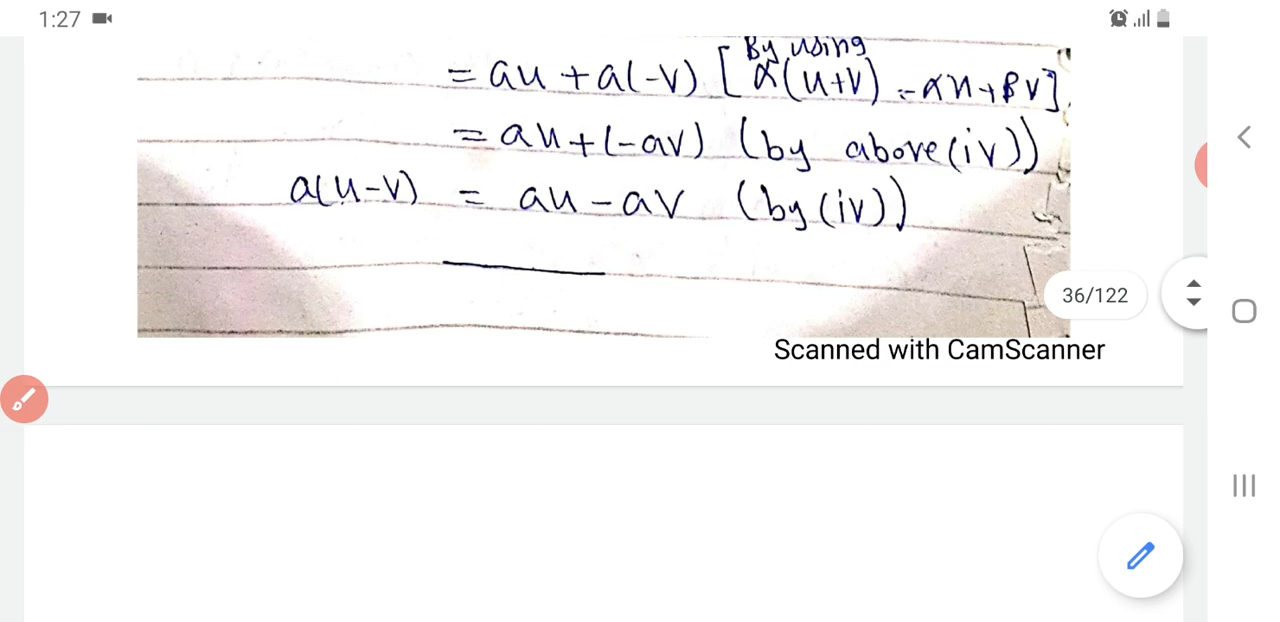 1:27
By using
= au + a(-v) [α(u+v) = αu+βv]
= au+(-av) (by above(iv))
a(u-v) = au-av (by(iv))
36/122
Scanned with CamScanner